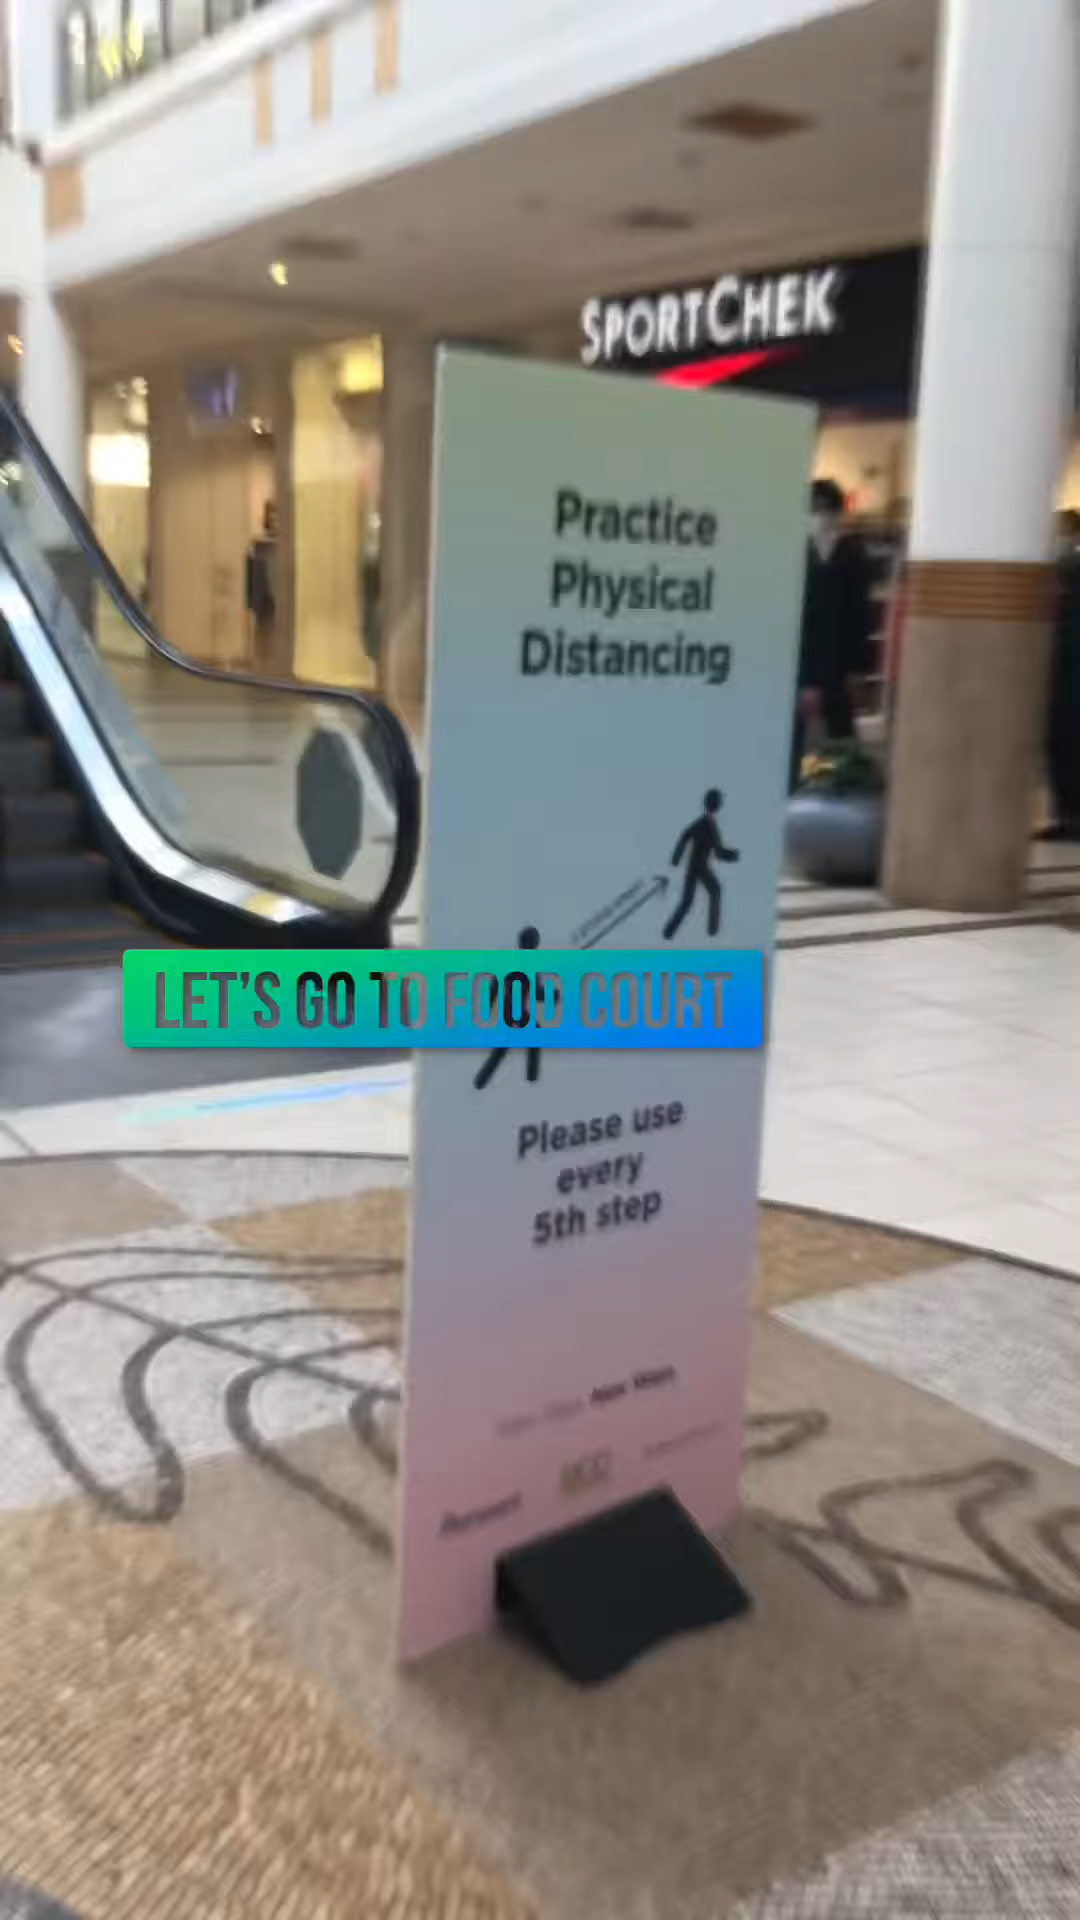 SPORTCHEK
Practice
Physical
Distancing
LET'S GO TO FOOD COURT
Please use
every
5th step